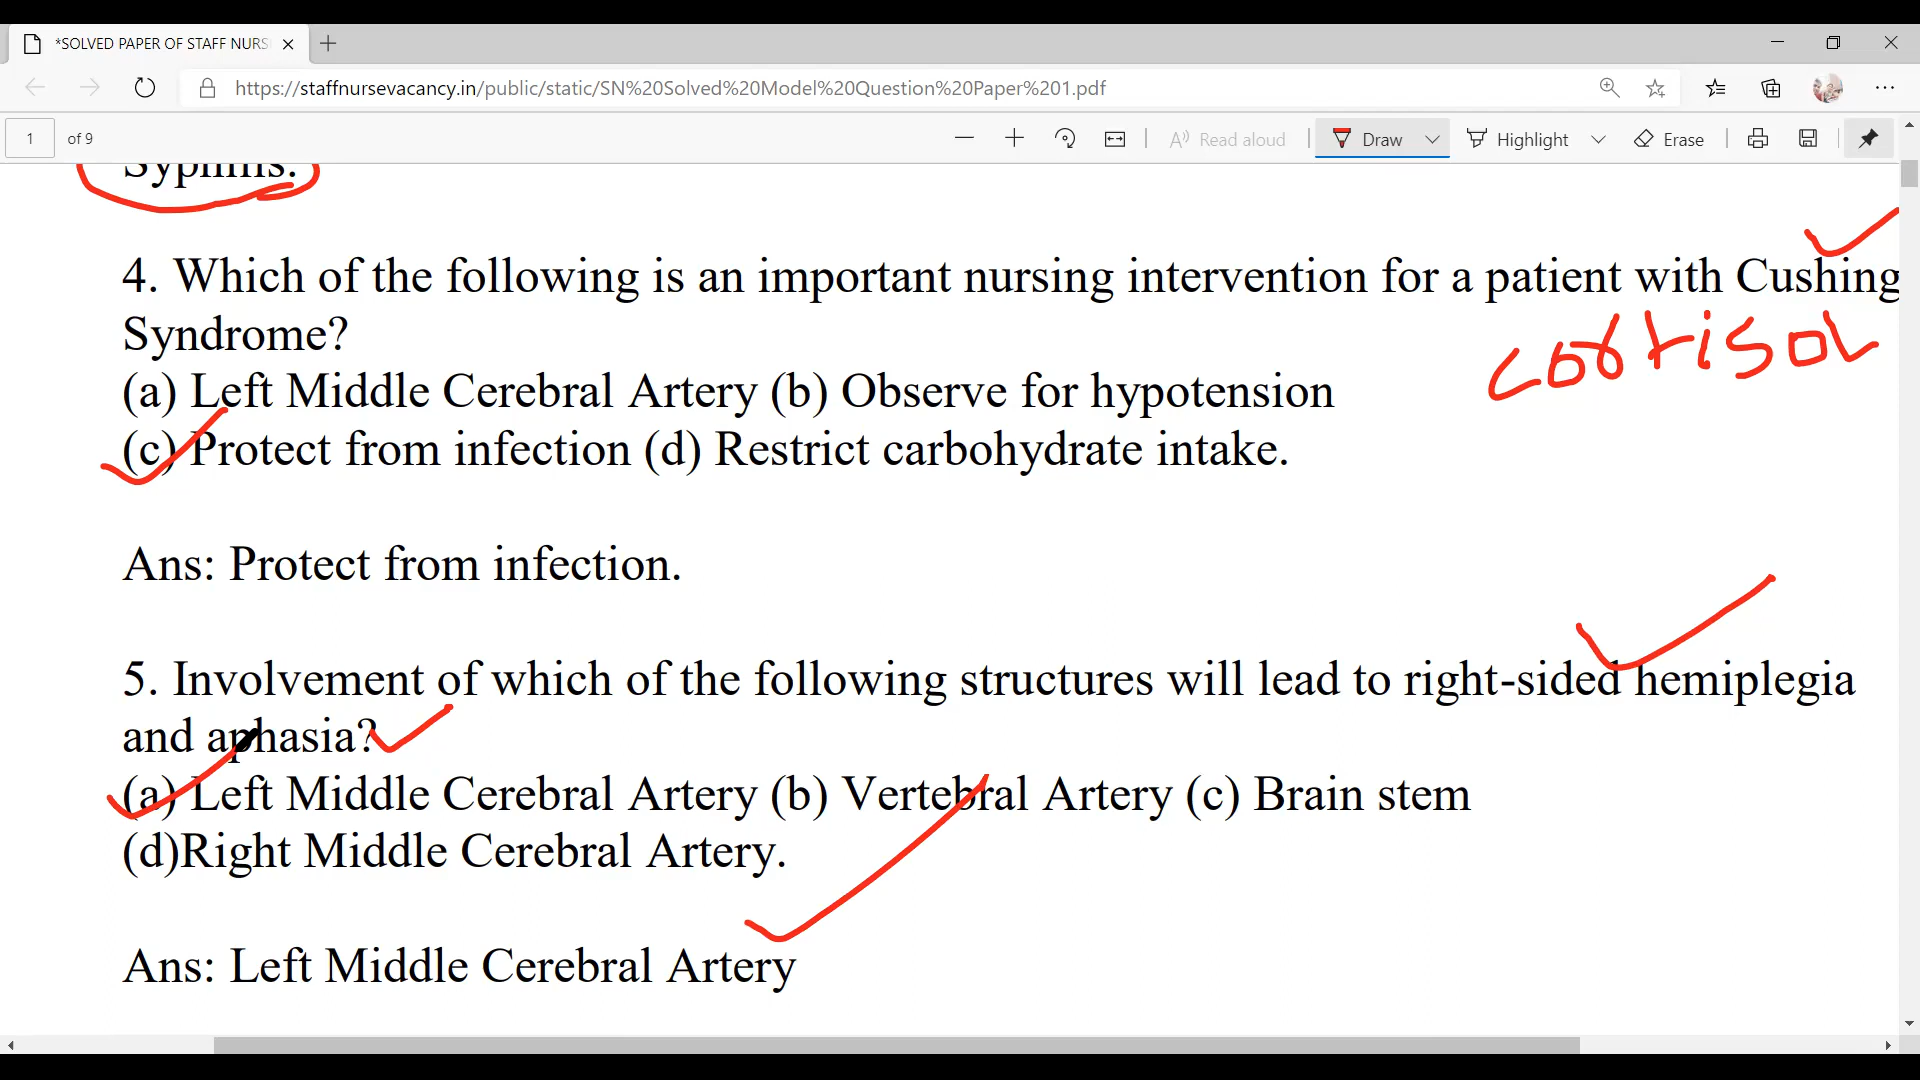 *SOLVED PAPER OF STAFF NURS
https://staffnursevacancy.in/public/static/SN%20Solved%20Model%20Question%20Paper%201.pdf
1 of 9
Read aloud
Draw
Highlight
Erase
Syphilis.
4. Which of the following is an important nursing intervention for a patient with Cushing
Syndrome?
cortisol
(a) Left Middle Cerebral Artery (b) Observe for hypotension
(c) Protect from infection (d) Restrict carbohydrate intake.
Ans: Protect from infection.
5. Involvement of which of the following structures will lead to right-sided hemiplegia
and aphasia?
(a) Left Middle Cerebral Artery (b) Vertebral Artery (c) Brain stem
(d)Right Middle Cerebral Artery.
Ans: Left Middle Cerebral Artery